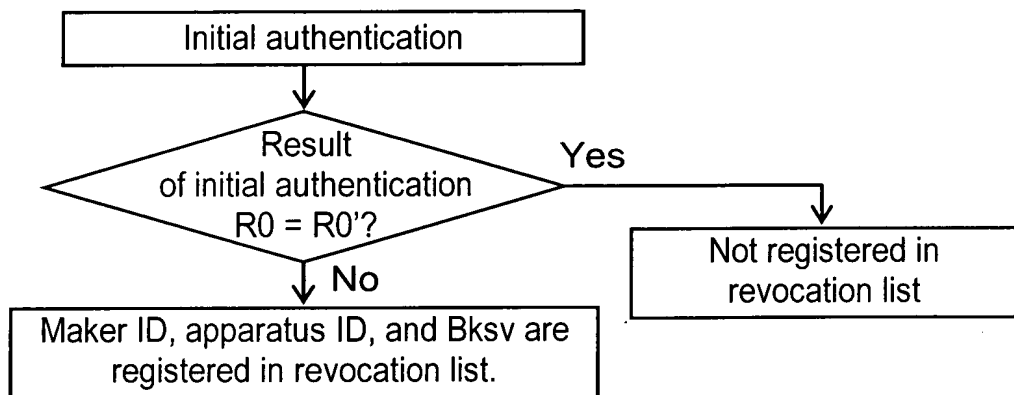 Initial authentication
Result
of initial authentication
R0 = R0'?
Yes
Not registered in
revocation list
No
Maker ID, apparatus ID, and Bksv are
registered in revocation list.